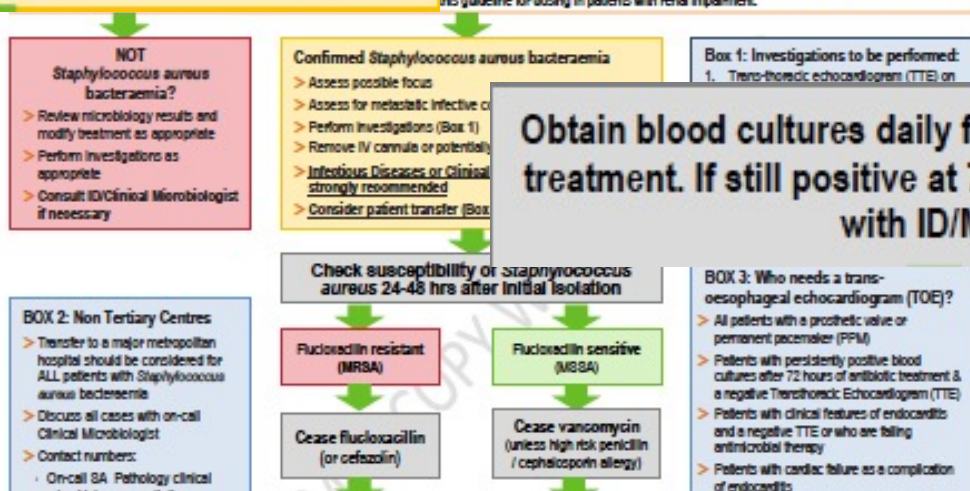 this guideline for dosing in patients with renal impairment.
NOT
Staphylococcus aureus
bacteraemia?
> Review microbiology results and
modify treatment as appropriate
> Perform investigations as
appropriate
> Consult ID/Clinical Microbiologist
if necessary
Confirmed Staphylococcus aureus bacteraemia
> Assess possible focus
> Assess for metastatic infective
> Perform investigations (Box 1)
> Remove IV cannula or potentially
> Infectious Diseases or Clinical
strongly recommended
> Consider patient transfer (Box
Box 1: Investigations to be performed:
1. Trans-thoracic echocardiogram (TTE) on
Obtain blood cultures daily
treatment. If still positive at
with ID/
Check susceptibility of Staphylococcus
aureus 24-48 hrs after initial isolation
Flucloxacillin resistant
(MRSA)
Flucloxacillin sensitive
(MSSA)
Cease flucloxacillin
(or cefazolin)
Cease vancomycin
(unless high risk penicillin
/ cephalosporin allergy)
BOX 2: Non Tertiary Centres
> Transfer to a major metropolitan
hospital should be considered for
ALL patients with Staphylococcus
aureus bacteraemia
> Discuss all cases with on-call
Clinical Microbiologist
> Contact numbers:
· On-call SA Pathology clinical
BOX 3: Who needs a trans-
oesophageal echocardiogram (TOE)?
> All patients with a prosthetic valve or
permanent pacemaker (PPM)
> Patients with persistently positive blood
cultures after 72 hours of antibiotic treatment &
a negative Transthoracic Echocardiogram (TTE)
> Patients with clinical features of endocarditis
and a negative TTE or who are failing
antimicrobial therapy
> Patients with cardiac failure as a complication
of endocarditis
COPY